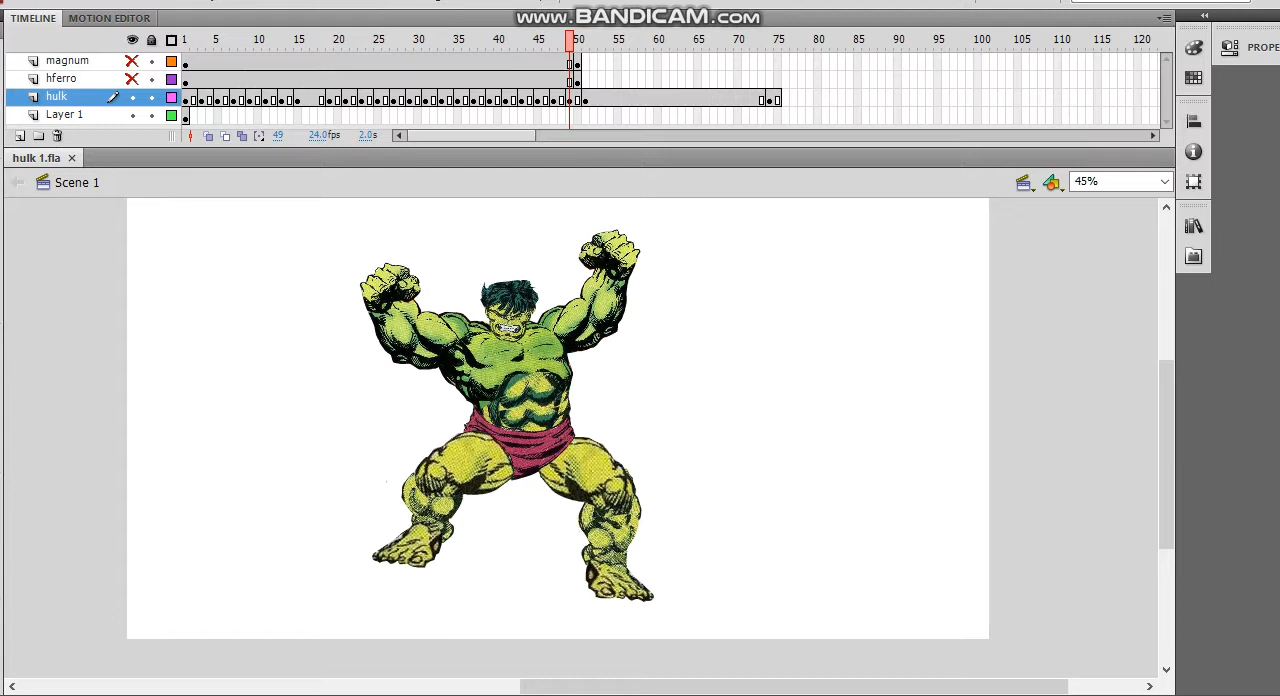 www.BANDICAM.com
TIMELINE MOTION EDITOR
1 5 10 15 20 25 30 35 40 45 50 55 60 65 70 75 80 85 90 95 100 105 110 115 120
PROPE
magnum
hferro
hulk
Layer 1
49 24.0fps 2.0s
hulk 1.fla
Scene 1
45%